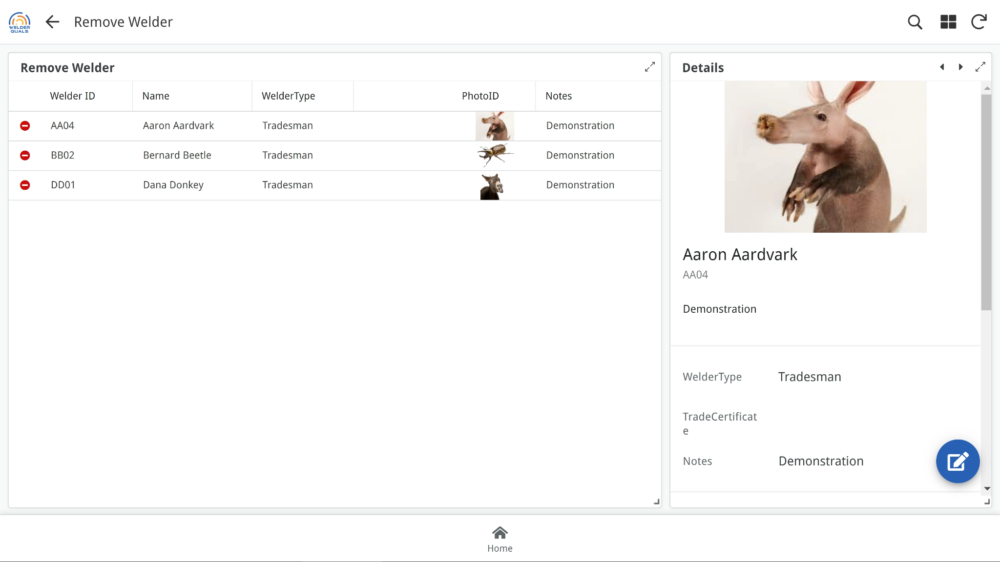 WELDER
QUALS
Remove Welder
Remove Welder
Welder ID Name WelderType PhotoID Notes
AA04 Aaron Aardvark Tradesman Demonstration
BB02 Bernard Beetle Tradesman Demonstration
DD01 Dana Donkey Tradesman Demonstration
Details
Aaron Aardvark
AA04
Demonstration
WelderType Tradesman
TradeCertificat
e
Notes Demonstration
Home